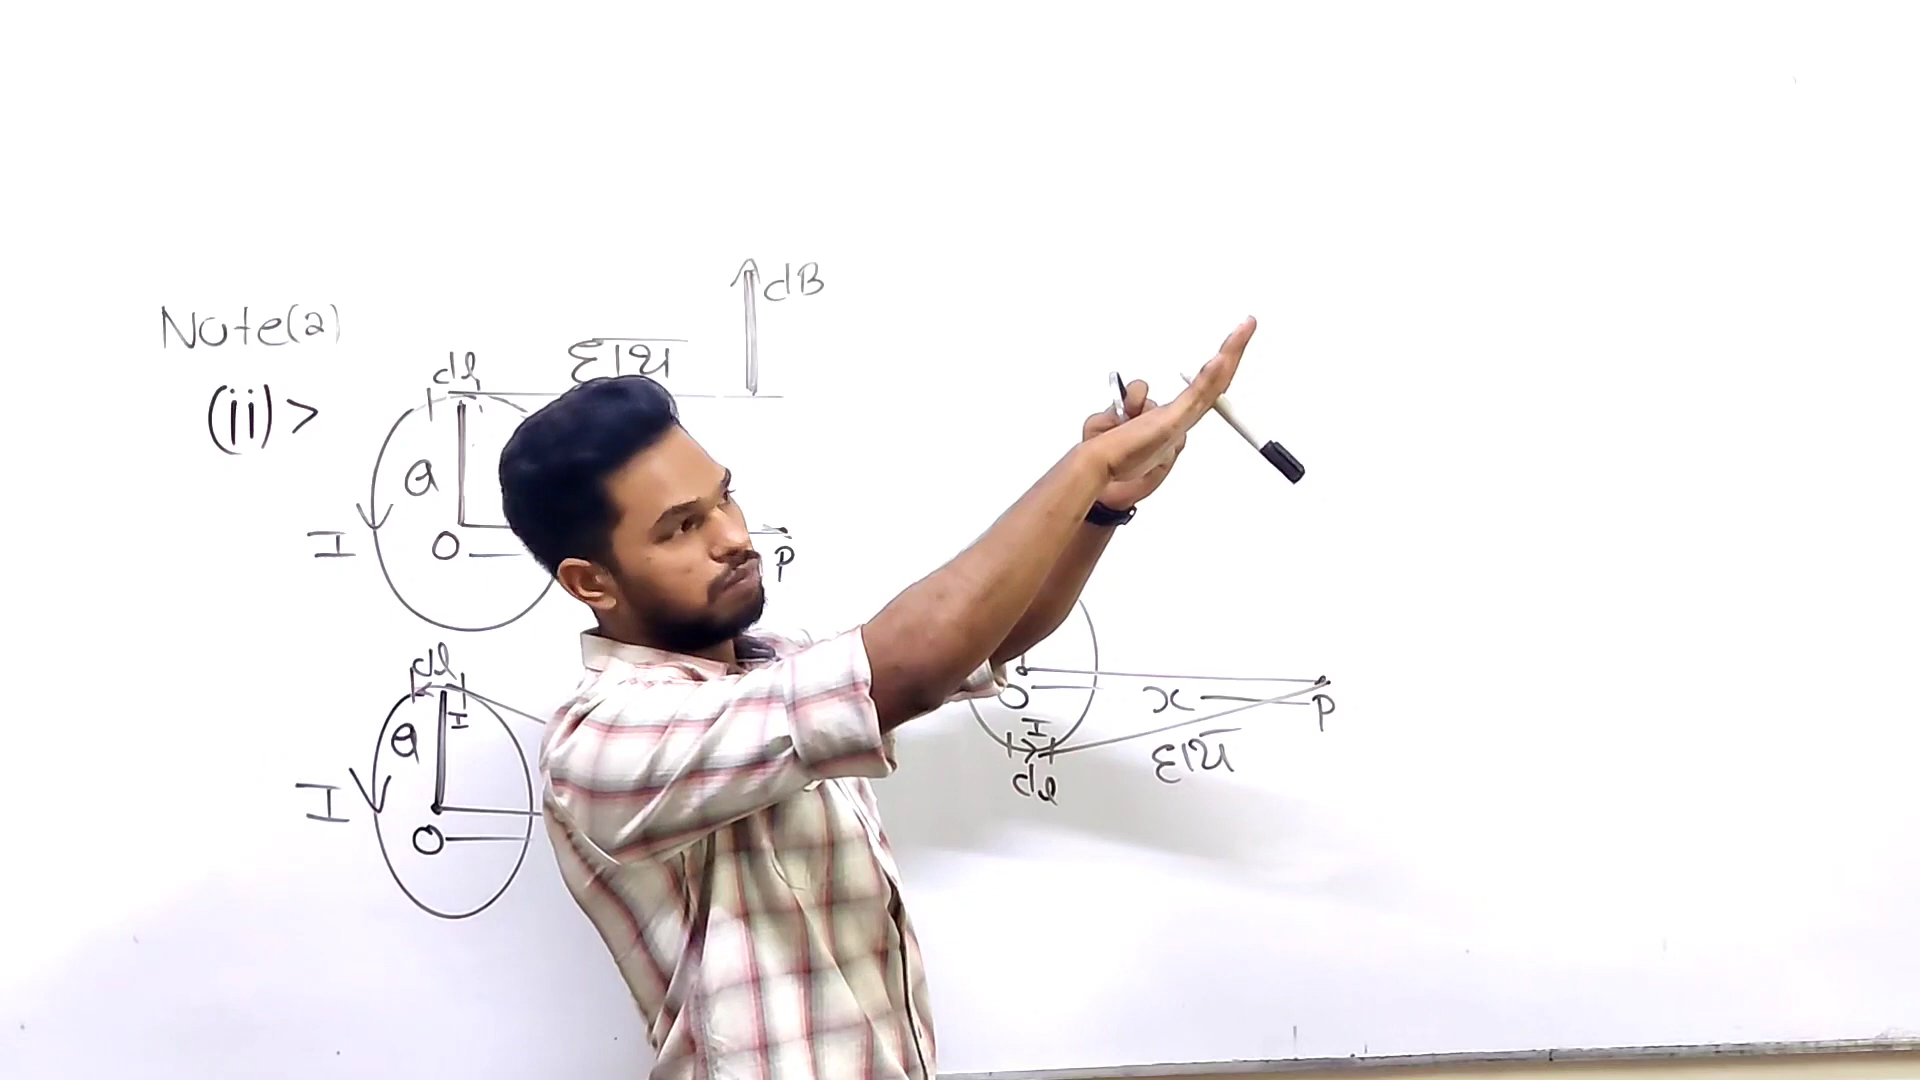 Note(2)
(ii) >
dB
dl
हाथ
a
I
O
P
dl
I
a
I
O
O
x
P
I
हाथ
dl